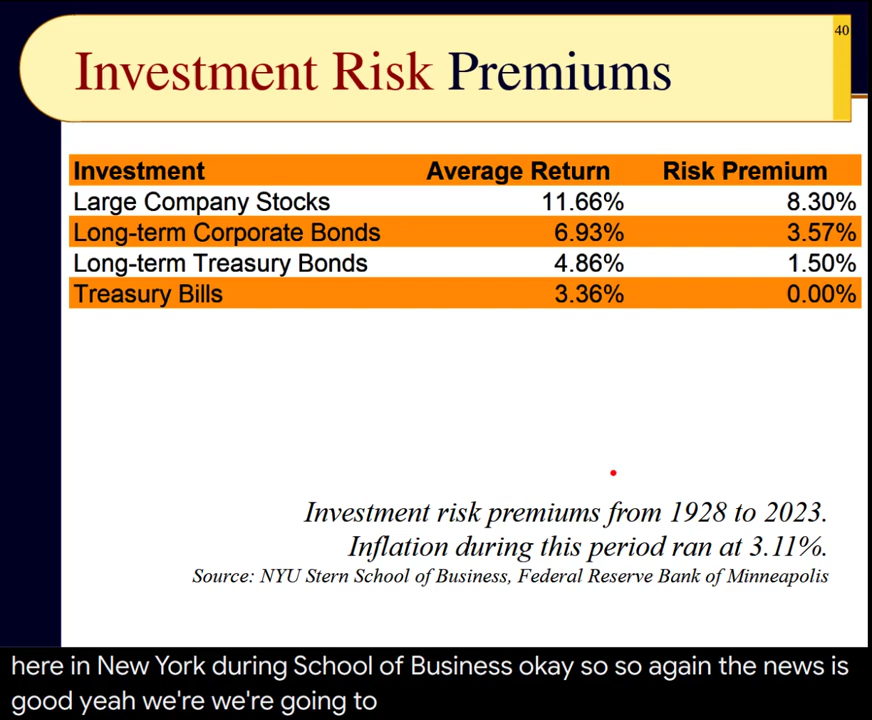 40
Investment Risk Premiums
Investment Average Return Risk Premium
Large Company Stocks 11.66% 8.30%
Long-term Corporate Bonds 6.93% 3.57%
Long-term Treasury Bonds 4.86% 1.50%
Treasury Bills 3.36% 0.00%
Investment risk premiums from 1928 to 2023.
Inflation during this period ran at 3.11%.
Source: NYU Stern School of Business, Federal Reserve Bank of Minneapolis
here in New York during School of Business okay so so again the news is
good yeah we're we're going to